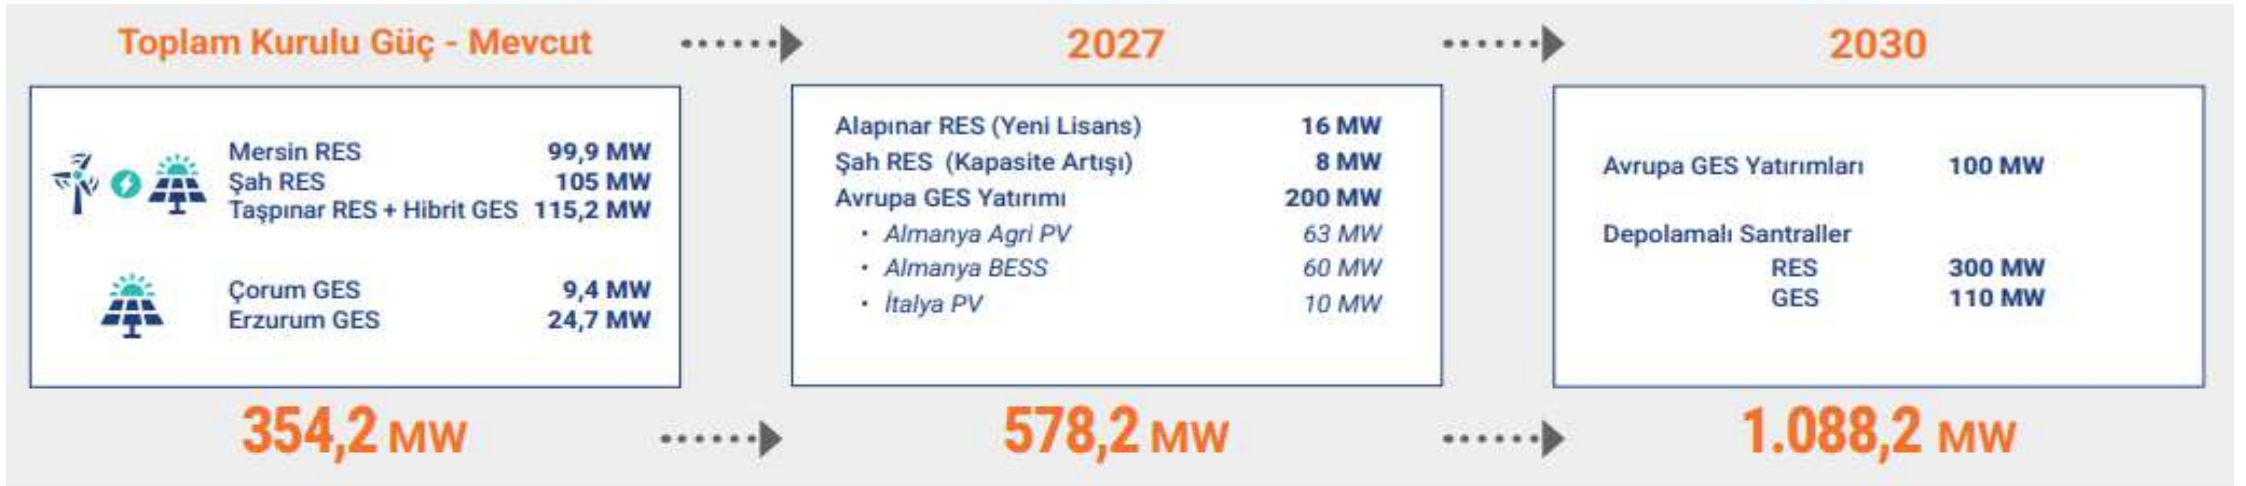 Toplam Kurulu Güç - Mevcut
Mersin RES 99,9 MW
Şah RES 105 MW
Taşpınar RES + Hibrit GES 115,2 MW
Çorum GES 9,4 MW
Erzurum GES 24,7 MW
354,2 MW
2027
Alapınar RES (Yeni Lisans) 16 MW
Şah RES (Kapasite Artışı) 8 MW
Avrupa GES Yatırımı 200 MW
• Almanya Agri PV 63 MW
• Almanya BESS 60 MW
• İtalya PV 10 MW
578,2 MW
2030
Avrupa GES Yatırımları 100 MW
Depolamalı Santraller
RES 300 MW
GES 110 MW
1.088,2 MW